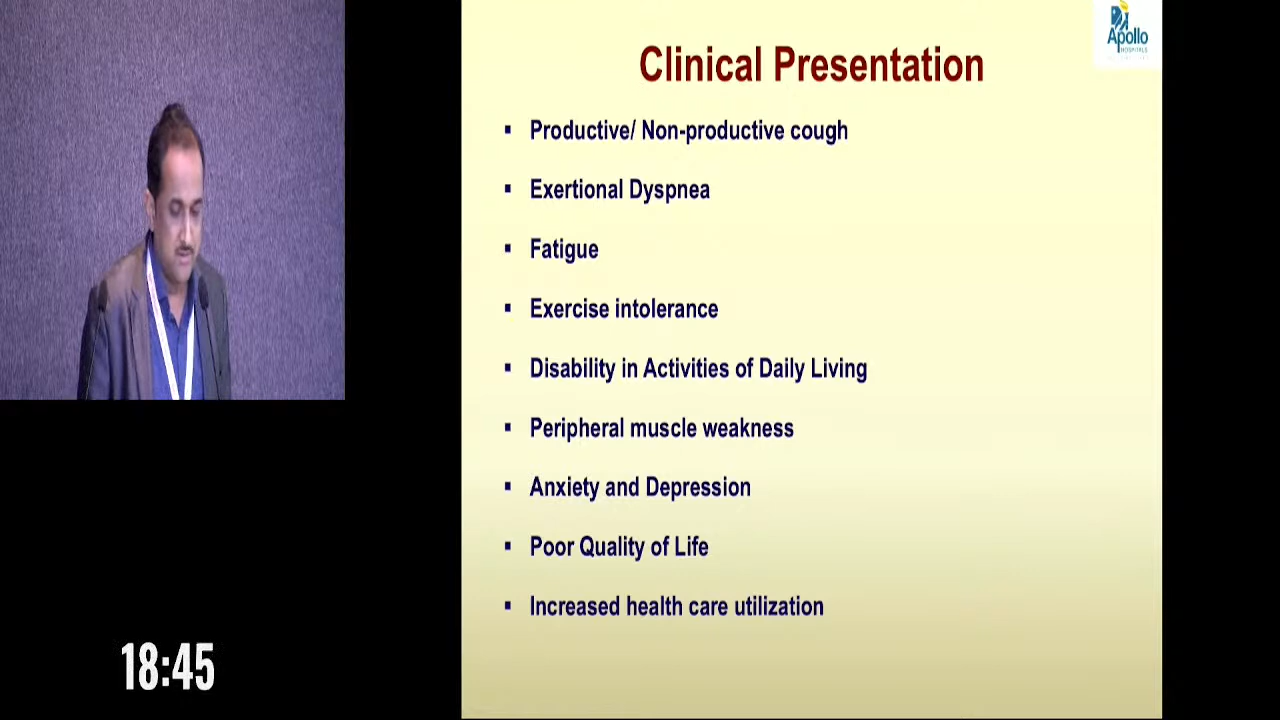 Apollo
HOSPITALS
Clinical Presentation
▪ Productive/ Non-productive cough
▪ Exertional Dyspnea
▪ Fatigue
▪ Exercise intolerance
▪ Disability in Activities of Daily Living
▪ Peripheral muscle weakness
▪ Anxiety and Depression
▪ Poor Quality of Life
▪ Increased health care utilization
18:45